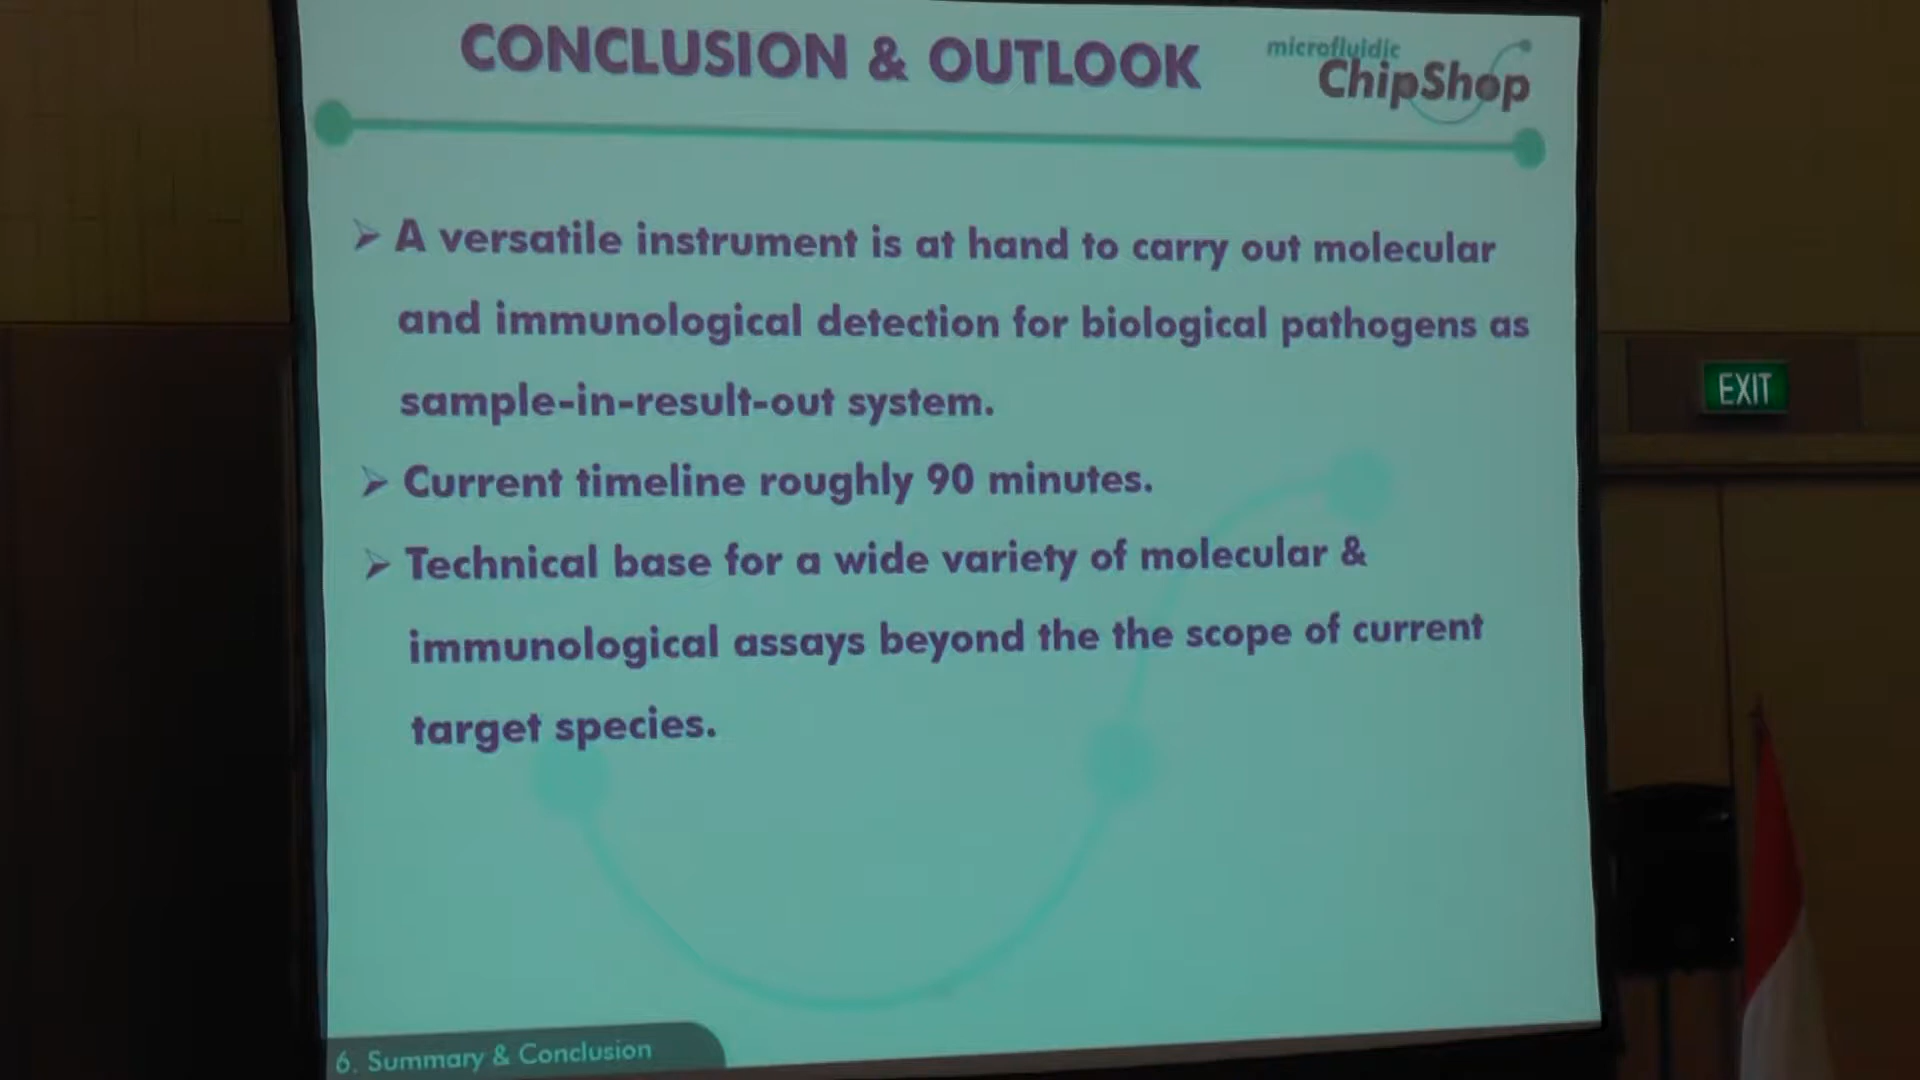 CONCLUSION & OUTLOOK
microfluidic
ChipShop
A versatile instrument is at hand to carry out molecular
and immunological detection for biological pathogens as
sample-in-result-out system.
Current timeline roughly 90 minutes.
Technical base for a wide variety of molecular &
immunological assays beyond the the scope of current
target species.
EXIT
6. Summary & Conclusion